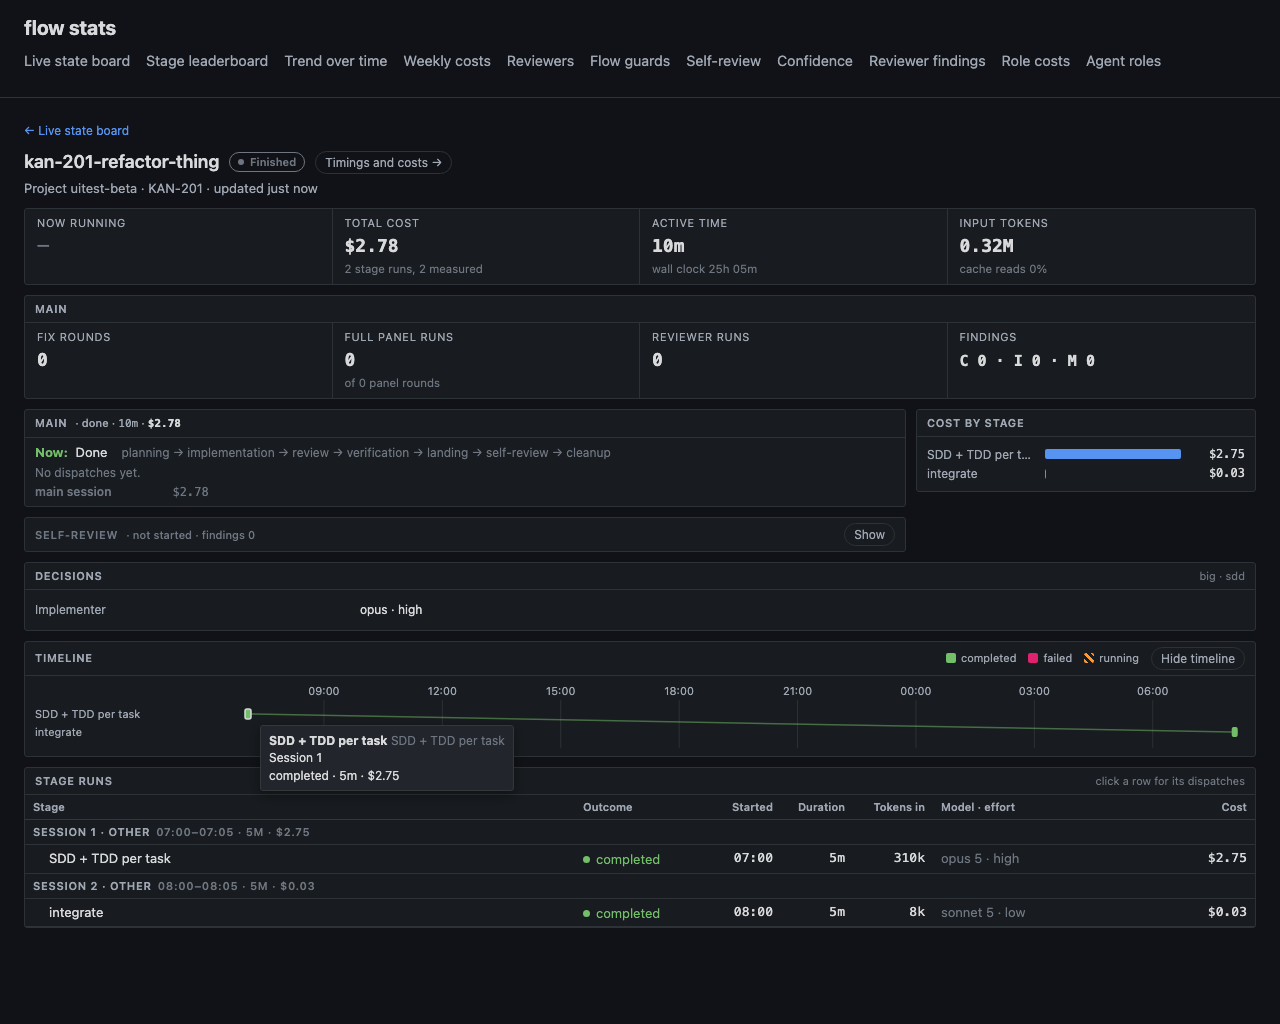 flow stats
Live state board Stage leaderboard Trend over time Weekly costs Reviewers Flow guards Self-review Confidence Reviewer findings Role costs Agent roles
← Live state board
kan-201-refactor-thing Finished Timings and costs →
Project uitest-beta · KAN-201 · updated just now
NOW RUNNING TOTAL COST ACTIVE TIME INPUT TOKENS
— $2.78 10m 0.32M
2 stage runs, 2 measured wall clock 25h 05m cache reads 0%
MAIN
FIX ROUNDS FULL PANEL RUNS REVIEWER RUNS FINDINGS
0 0 0 C 0 · I 0 · M 0
of 0 panel rounds
MAIN · done · 10m · $2.78
Now: Done planning → implementation → review → verification → landing → self-review → cleanup
No dispatches yet.
main session $2.78
COST BY STAGE
SDD + TDD per t... $2.75
integrate $0.03
SELF-REVIEW · not started · findings 0 Show
DECISIONS big · sdd
Implementer opus · high
TIMELINE completed failed running Hide timeline
09:00 12:00 15:00 18:00 21:00 00:00 03:00 06:00
SDD + TDD per task
integrate
SDD + TDD per task SDD + TDD per task
Session 1
completed · 5m · $2.75
STAGE RUNS click a row for its dispatches
Stage Outcome Started Duration Tokens in Model · effort Cost
SESSION 1 · OTHER 07:00–07:05 · 5M · $2.75
SDD + TDD per task completed 07:00 5m 310k opus 5 · high $2.75
SESSION 2 · OTHER 08:00–08:05 · 5M · $0.03
integrate completed 08:00 5m 8k sonnet 5 · low $0.03